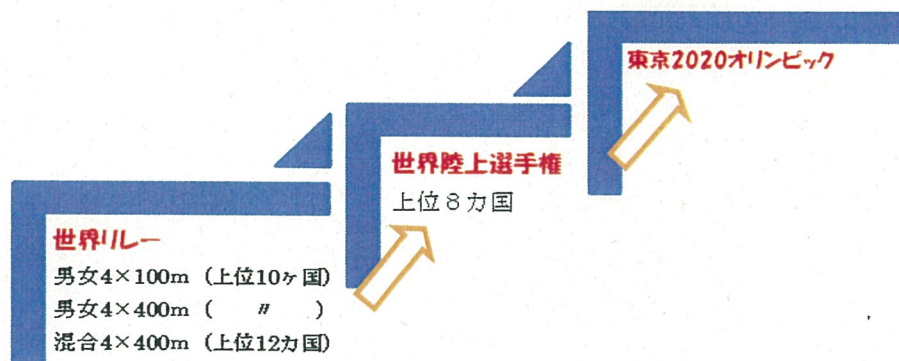 東京2020オリンピック
世界陸上選手権
上位8カ国
世界リレー
男女4×100m（上位10ヶ国）
男女4×400m（　〃　）
混合4×400m（上位12カ国）